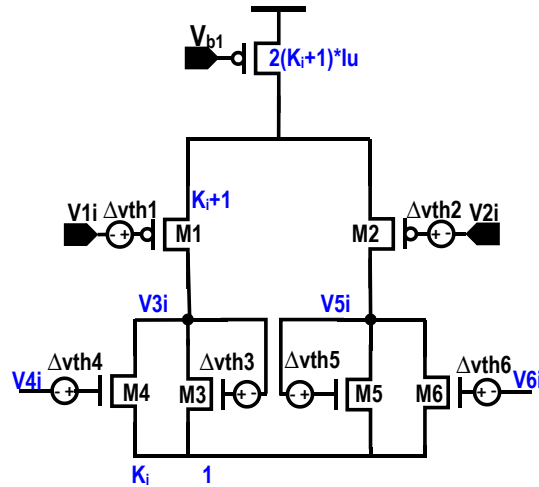 Vb1
2(Ki+1)*Iu
Ki+1
V1i Δvth1 M1
M2 Δvth2 V2i
V3i V5i
V4i Δvth4 M4 M3 Δvth3
Δvth5 M5 M6 Δvth6 V6i
Ki 1
- +
+ -
- +
+ -
- +
+ -